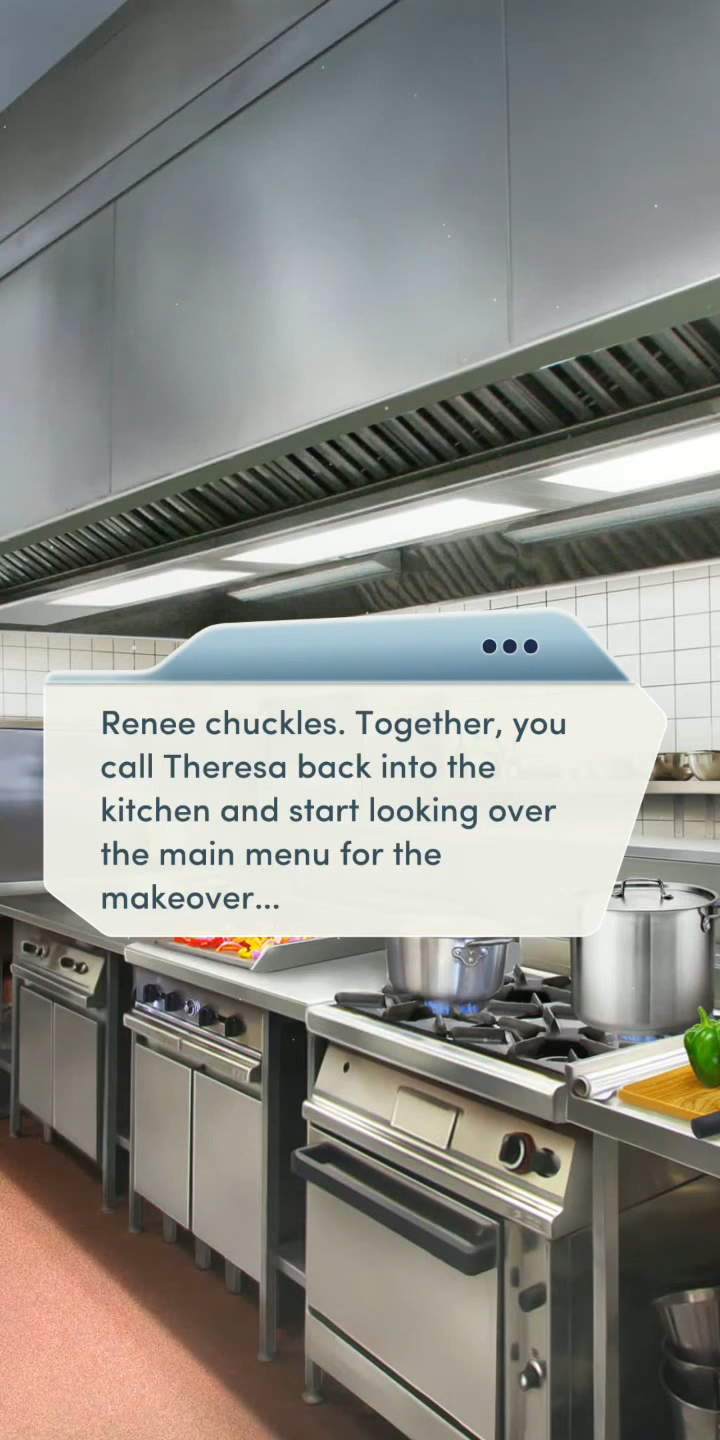 Renee chuckles. Together, you
call Theresa back into the
kitchen and start looking over
the main menu for the
makeover...